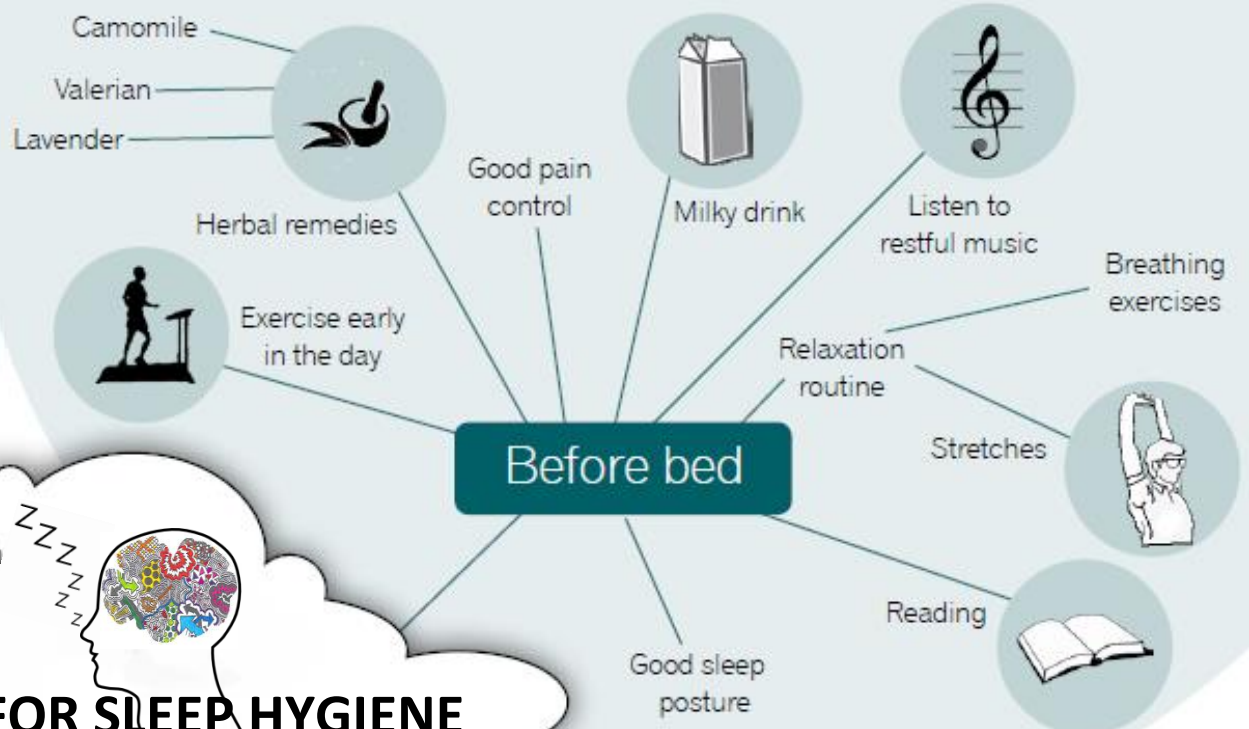 Camomile
Valerian
Lavender
Herbal remedies
Good pain
control
Milky drink
Listen to
restful music
Breathing
exercises
Exercise early
in the day
Relaxation
routine
Stretches
Before bed
Reading
Good sleep
posture
Z Z Z Z Z Z
FOR SLEEP HYGIENE